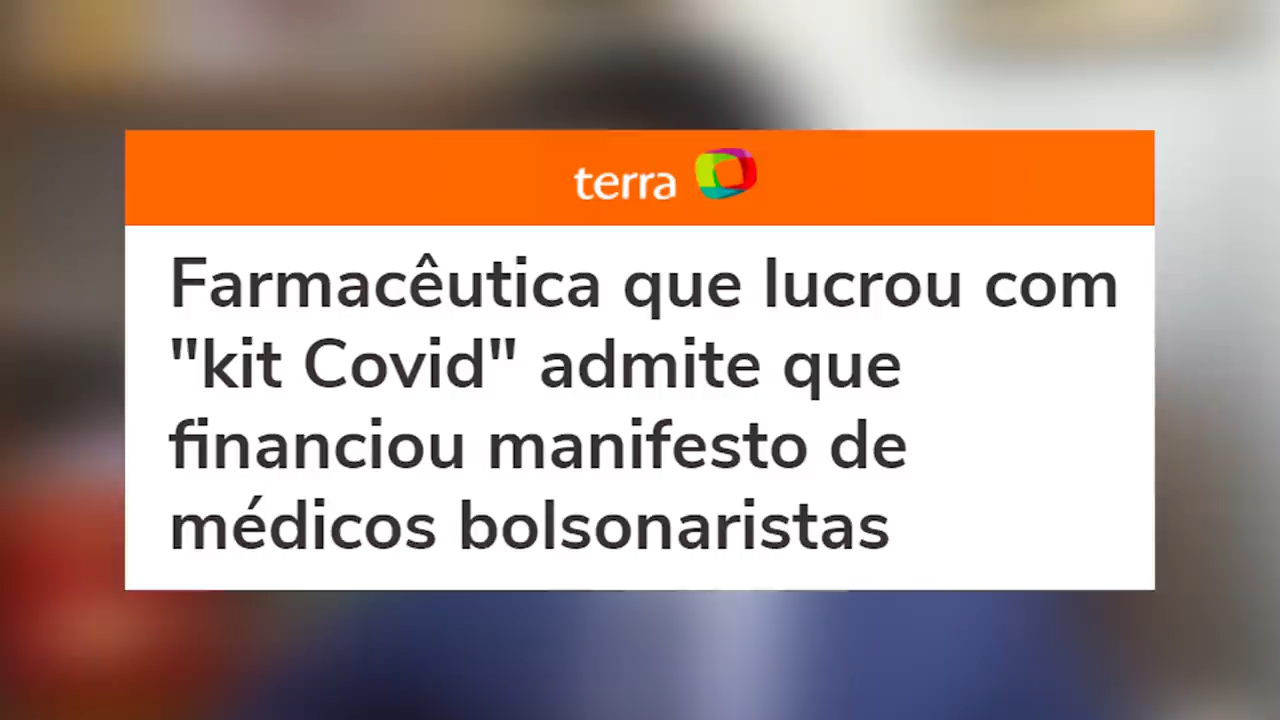 terra
Farmacêutica que lucrou com
"kit Covid" admite que
financiou manifesto de
médicos bolsonaristas